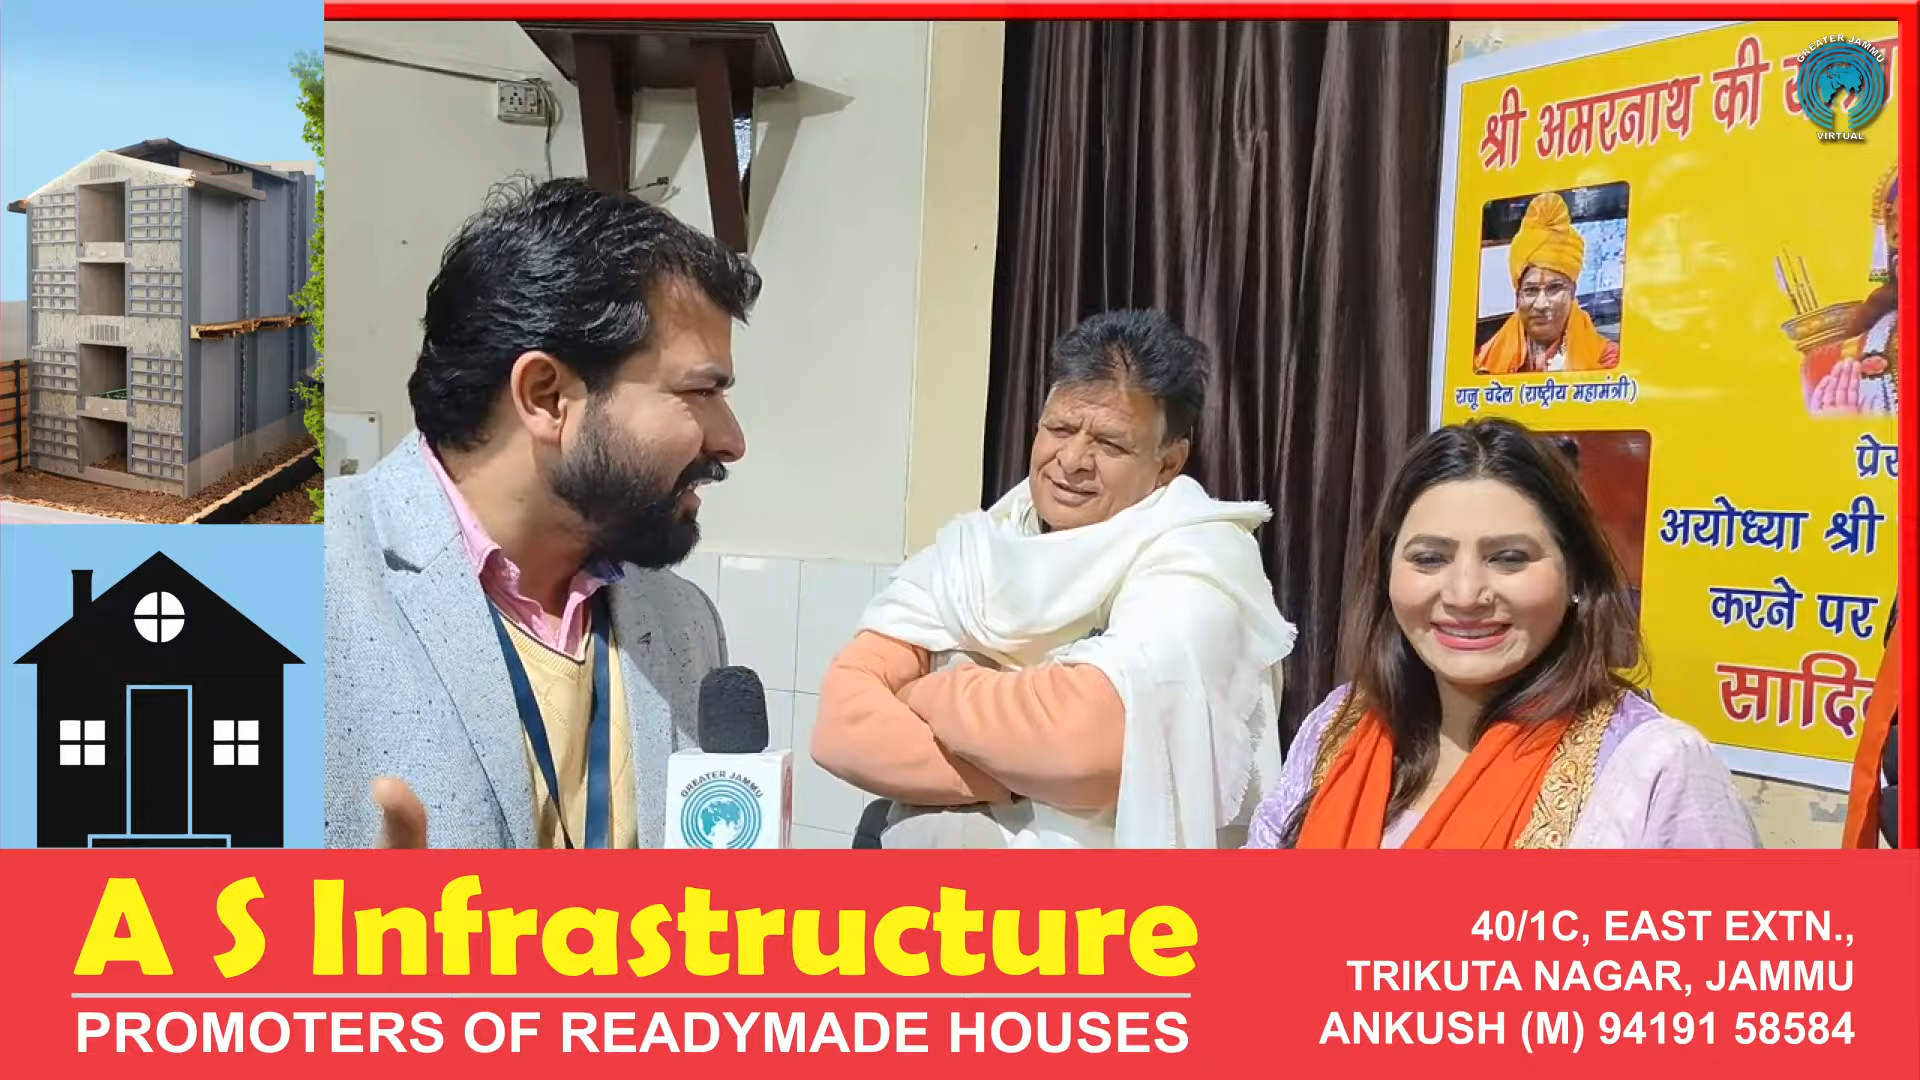 श्री अमरनाथ की
GREATER JAMMU
VIRTUAL
राजू चंदेल (राष्ट्रीय महामंत्री)
अयोध्या श्री
करने पर
GREATER JAMMU
A S Infrastructure
PROMOTERS OF READYMADE HOUSES
40/1C, EAST EXTN.,
TRIKUTA NAGAR, JAMMU
ANKUSH (M) 94191 58584